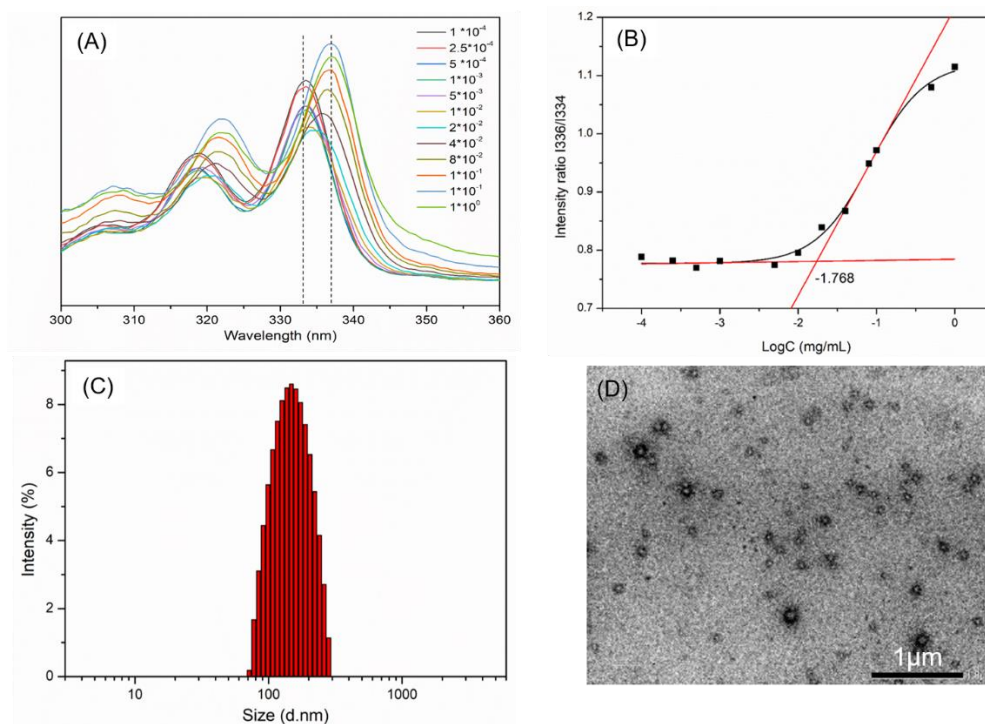 (A)
1 *10⁻⁴
2.5*10⁻⁴
5 *10⁻⁴
1*10⁻³
5*10⁻³
1*10⁻²
2*10⁻²
4*10⁻²
8*10⁻²
1*10⁻¹
1*10⁻¹
1*10⁰
300 310 320 330 340 350 360
Wavelength (nm)
(B)
Intensity ratio I336/I334
1.2
1.1
1.0
0.9
0.8
0.7
-1.768
-4 -3 -2 -1 0
LogC (mg/mL)
(C)
Intensity (%)
8
6
4
2
0
10 100 1000
Size (d.nm)
(D)
1μm